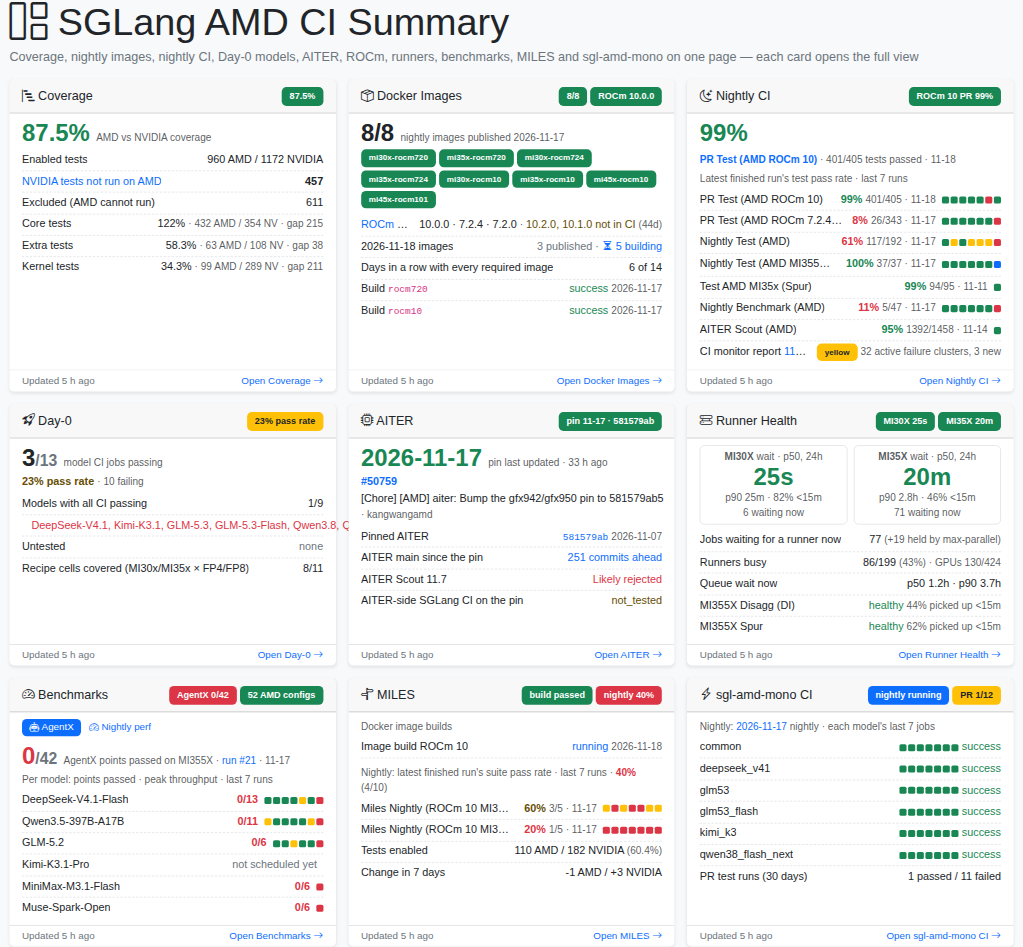 SGLang AMD CI Summary
Coverage, nightly images, nightly CI, Day-0 models, AITER, ROCm, runners, benchmarks, MILES and sgl-amd-mono on one page — each card opens the full view
Coverage 87.5%
87.5% AMD vs NVIDIA coverage
Enabled tests 960 AMD / 1172 NVIDIA
NVIDIA tests not run on AMD 457
Excluded (AMD cannot run) 611
Core tests 122% · 432 AMD / 354 NV · gap 215
Extra tests 58.3% · 63 AMD / 108 NV · gap 38
Kernel tests 34.3% · 99 AMD / 289 NV · gap 211
Updated 5 h ago Open Coverage →
Docker Images 8/8 ROCm 10.0.0
8/8 nightly images published 2026-11-17
mi30x-rocm720 mi35x-rocm720 mi30x-rocm724
mi35x-rocm724 mi30x-rocm10 mi35x-rocm10 mi45x-rocm10
mi45x-rocm101
ROCm ... 10.0.0 · 7.2.4 · 7.2.0 · 10.2.0, 10.1.0 not in CI (44d)
2026-11-18 images 3 published · 5 building
Days in a row with every required image 6 of 14
Build rocm720 success 2026-11-17
Build rocm10 success 2026-11-17
Updated 5 h ago Open Docker Images →
Nightly CI ROCm 10 PR 99%
99%
PR Test (AMD ROCm 10) · 401/405 tests passed · 11-18
Latest finished run's test pass rate · last 7 runs
PR Test (AMD ROCm 10) 99% 401/405 · 11-18
PR Test (AMD ROCm 7.2.4... 8% 26/343 · 11-17
Nightly Test (AMD) 61% 117/192 · 11-17
Nightly Test (AMD MI355... 100% 37/37 · 11-17
Test AMD MI35x (Spur) 99% 94/95 · 11-11
Nightly Benchmark (AMD) 11% 5/47 · 11-17
AITER Scout (AMD) 95% 1392/1458 · 11-14
CI monitor report 11... yellow 32 active failure clusters, 3 new
Updated 5 h ago Open Nightly CI →
Day-0 23% pass rate
3/13 model CI jobs passing
23% pass rate · 10 failing
Models with all CI passing 1/9
DeepSeek-V4.1, Kimi-K3.1, GLM-5.3, GLM-5.3-Flash, Qwen3.8, Q
Untested none
Recipe cells covered (MI30x/MI35x × FP4/FP8) 8/11
Updated 5 h ago Open Day-0 →
AITER pin 11-17 · 581579ab
2026-11-17 pin last updated · 33 h ago
#50759
[Chore] [AMD] aiter: Bump the gfx942/gfx950 pin to 581579ab5
· kangwagamd
Pinned AITER 581579ab 2026-11-07
AITER main since the pin 251 commits ahead
AITER Scout 11.7 Likely rejected
AITER-side SGLang CI on the pin not_tested
Updated 5 h ago Open AITER →
Runner Health MI30X 25s MI35X 20m
MI30X wait · p50, 24h
25s
p90 25m · 82% <15m
6 waiting now
MI35X wait · p50, 24h
20m
p90 2.8h · 46% <15m
71 waiting now
Jobs waiting for a runner now 77 (+19 held by max-parallel)
Runners busy 86/199 (43%) · GPUs 130/424
Queue wait now p50 1.2h · p90 3.7h
MI355X Disagg (DI) healthy 44% picked up <15m
MI355X Spur healthy 62% picked up <15m
Updated 5 h ago Open Runner Health →
Benchmarks AgentX 0/42 52 AMD configs
AgentX Nightly perf
0/42 AgentX points passed on MI355X · run #21 · 11-17
Per model: points passed · peak throughput · last 7 runs
DeepSeek-V4.1-Flash 0/13
Qwen3.5-397B-A17B 0/11
GLM-5.2 0/6
Kimi-K3.1-Pro not scheduled yet
MiniMax-M3.1-Flash 0/6
Muse-Spark-Open 0/6
Updated 5 h ago Open Benchmarks →
MILES build passed nightly 40%
Docker image builds
Image build ROCm 10 running 2026-11-18
Nightly: latest finished run's suite pass rate · last 7 runs · 40%
(4/10)
Miles Nightly (ROCm 10 MI3... 60% 3/5 · 11-17
Miles Nightly (ROCm 10 MI3... 20% 1/5 · 11-17
Tests enabled 110 AMD / 182 NVIDIA (60.4%)
Change in 7 days -1 AMD / +3 NVIDIA
Updated 5 h ago Open MILES →
sgl-amd-mono CI nightly running PR 1/12
Nightly: 2026-11-17 nightly · each model's last 7 jobs
common success
deepseek_v41 success
glm53 success
glm53_flash success
kimi_k3 success
qwen38_flash_next success
PR test runs (30 days) 1 passed / 11 failed
Updated 5 h ago Open sgl-amd-mono CI →